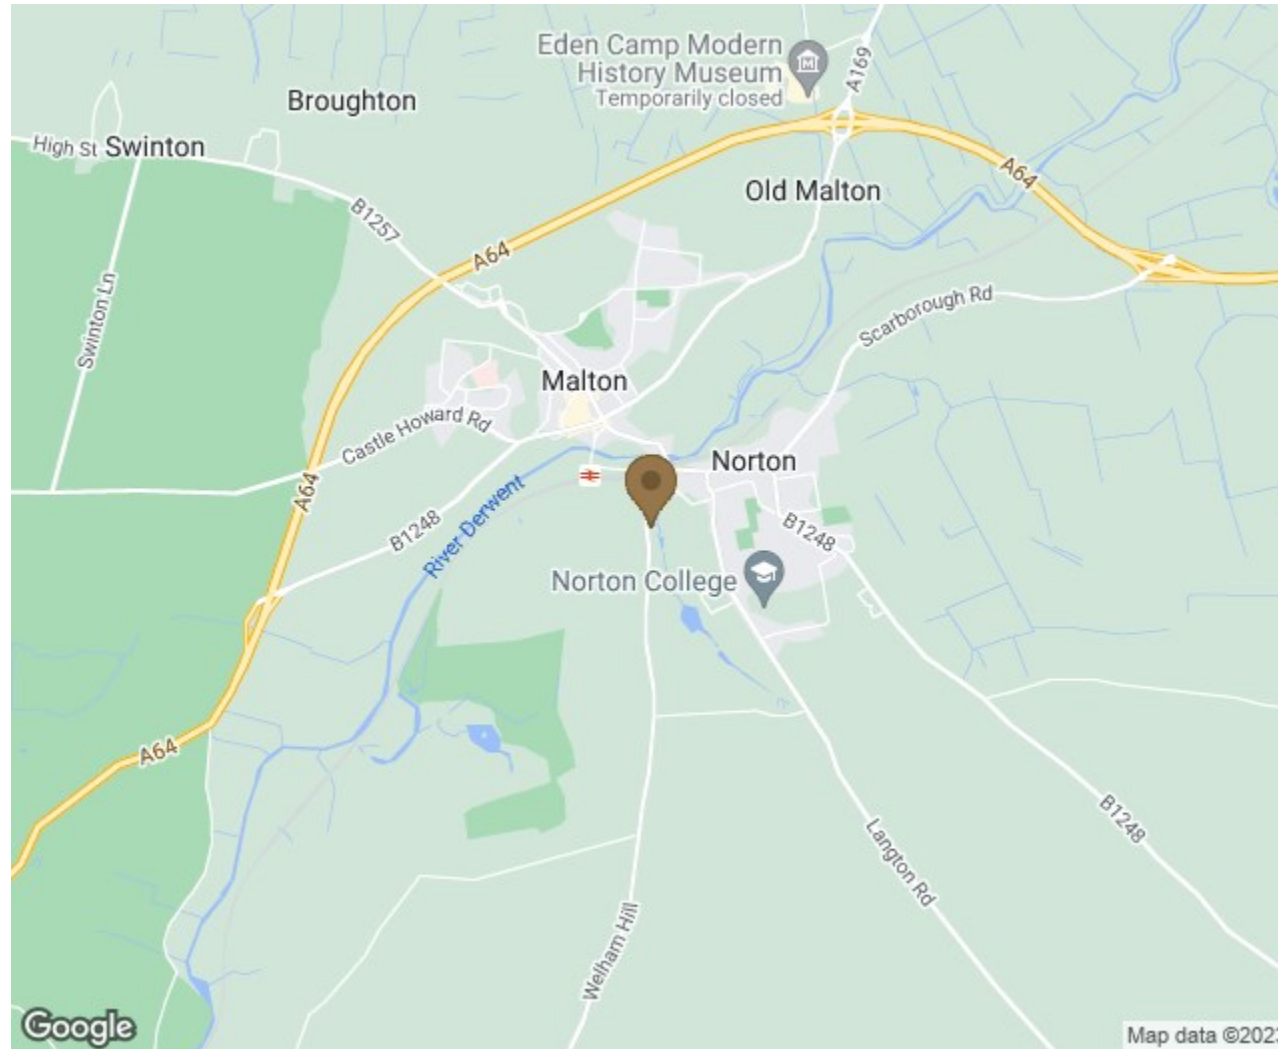 Eden Camp Modern
History Museum
Temporarily closed
A169
Broughton
High St
Swinton
A64
Old Malton
B1257
A64
Swinton Ln
Scarborough Rd
Malton
Castle Howard Rd
Norton
A64
River Derwent
B1248
B1248
Norton College
A64
B1248
Langton Rd
Welham Hill
Google
Map data ©202